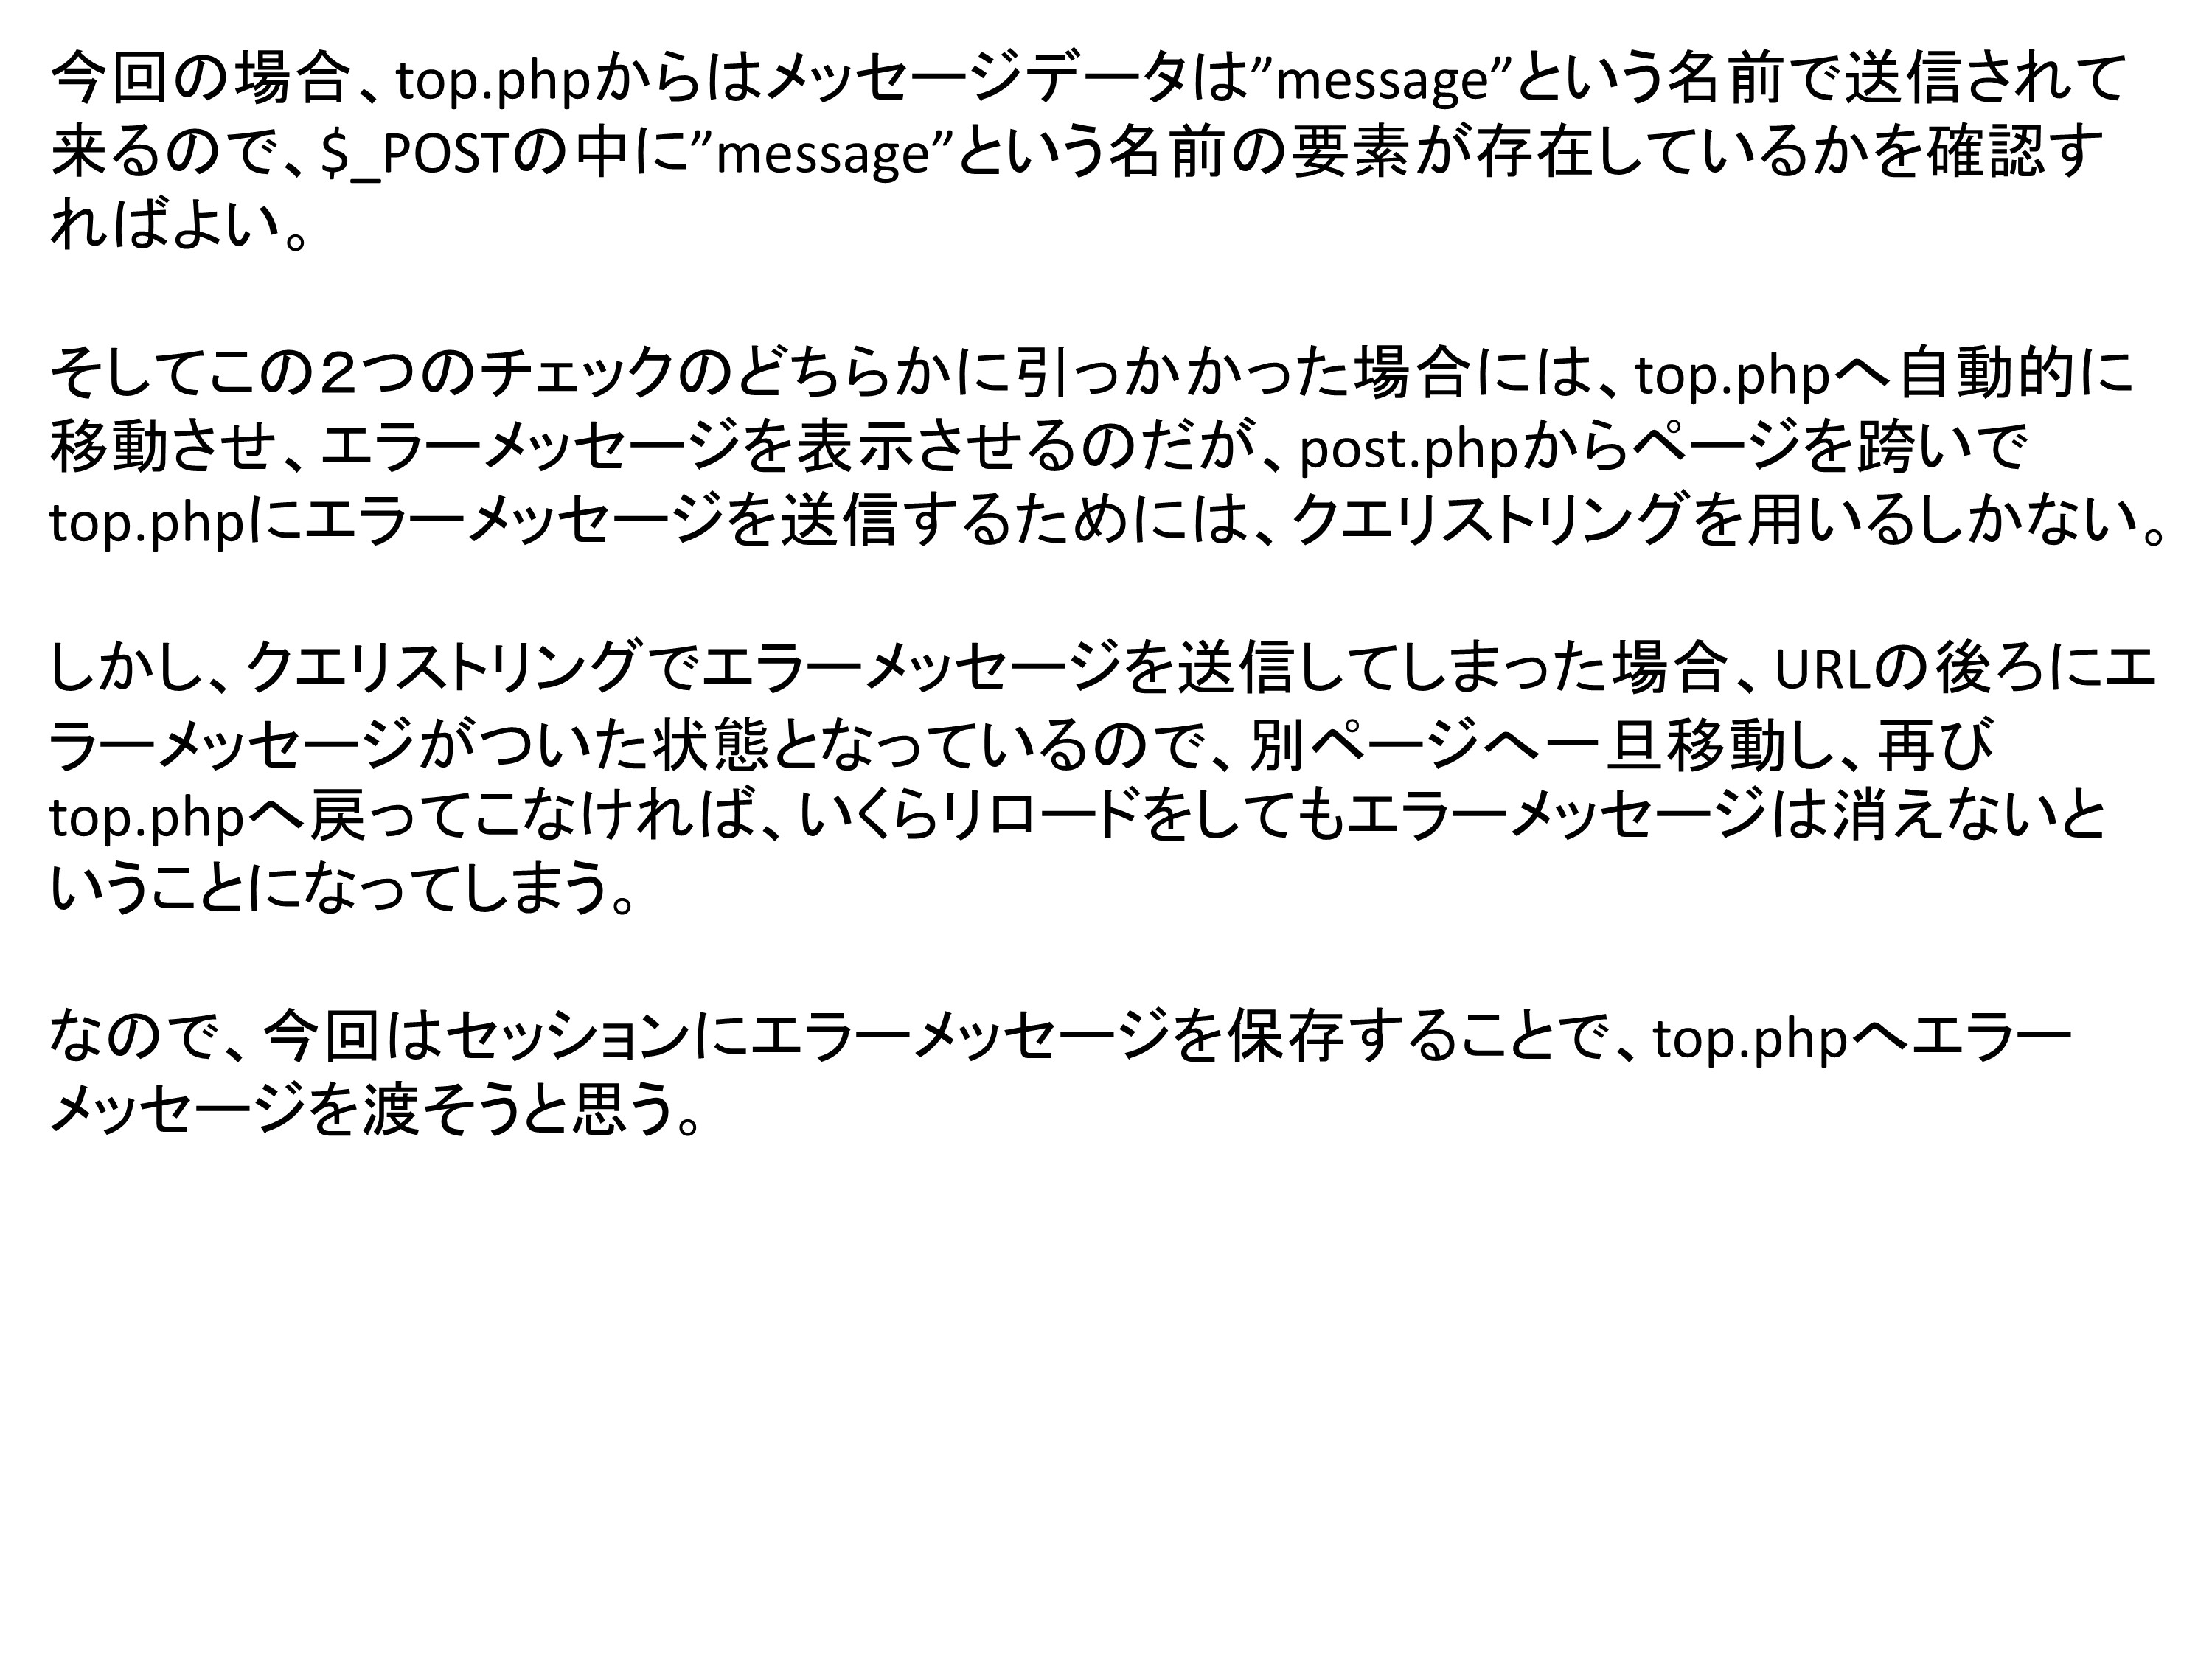 今回の場合、top.phpからはメッセージデータは”message”という名前で送信されて
来るので、$_POSTの中に”message”という名前の要素が存在しているかを確認す
ればよい。
そしてこの2つのチェックのどちらかに引っかかった場合には、top.phpへ自動的に
移動させ、エラーメッセージを表示させるのだが、post.phpからページを跨いで
top.phpにエラーメッセージを送信するためには、クエリストリングを用いるしかない。
しかし、クエリストリングでエラーメッセージを送信してしまった場合、URLの後ろにエ
ラーメッセージがついた状態となっているので、別ページへ一旦移動し、再び
top.phpへ戻ってこなければ、いくらリロードをしてもエラーメッセージは消えないと
いうことになってしまう。
なので、今回はセッションにエラーメッセージを保存することで、top.phpへエラー
メッセージを渡そうと思う。